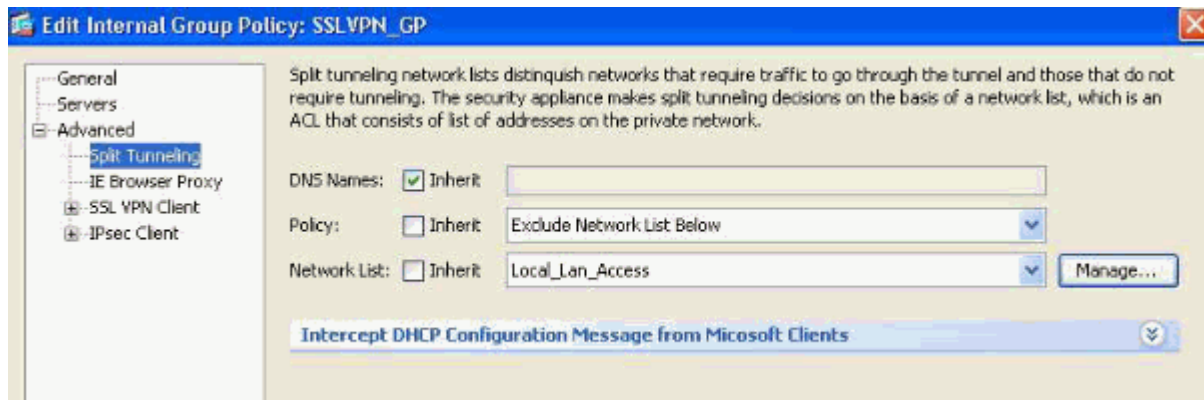 Edit Internal Group Policy: SSLVPN_GP
General
Servers
Advanced
Split Tunneling
IE Browser Proxy
SSL VPN Client
IPsec Client
Split tunneling network lists distinquish networks that require traffic to go through the tunnel and those that do not
require tunneling. The security appliance makes split tunneling decisions on the basis of a network list, which is an
ACL that consists of list of addresses on the private network.
DNS Names: Inherit
Policy: Inherit Exclude Network List Below
Network List: Inherit Local_Lan_Access Manage...
Intercept DHCP Configuration Message from Micosoft Clients